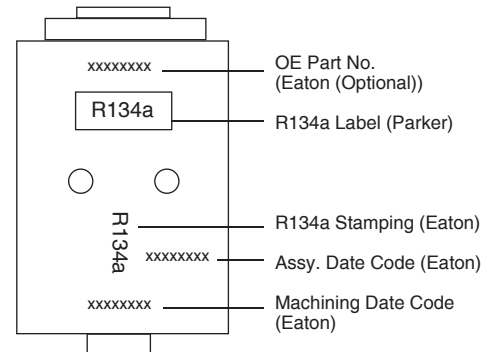 xxxxxxxx
OE Part No.
(Eaton (Optional))
R134a
R134a Label (Parker)
R134a
R134a Stamping (Eaton)
xxxxxxxx
Assy. Date Code (Eaton)
xxxxxxxx
Machining Date Code
(Eaton)